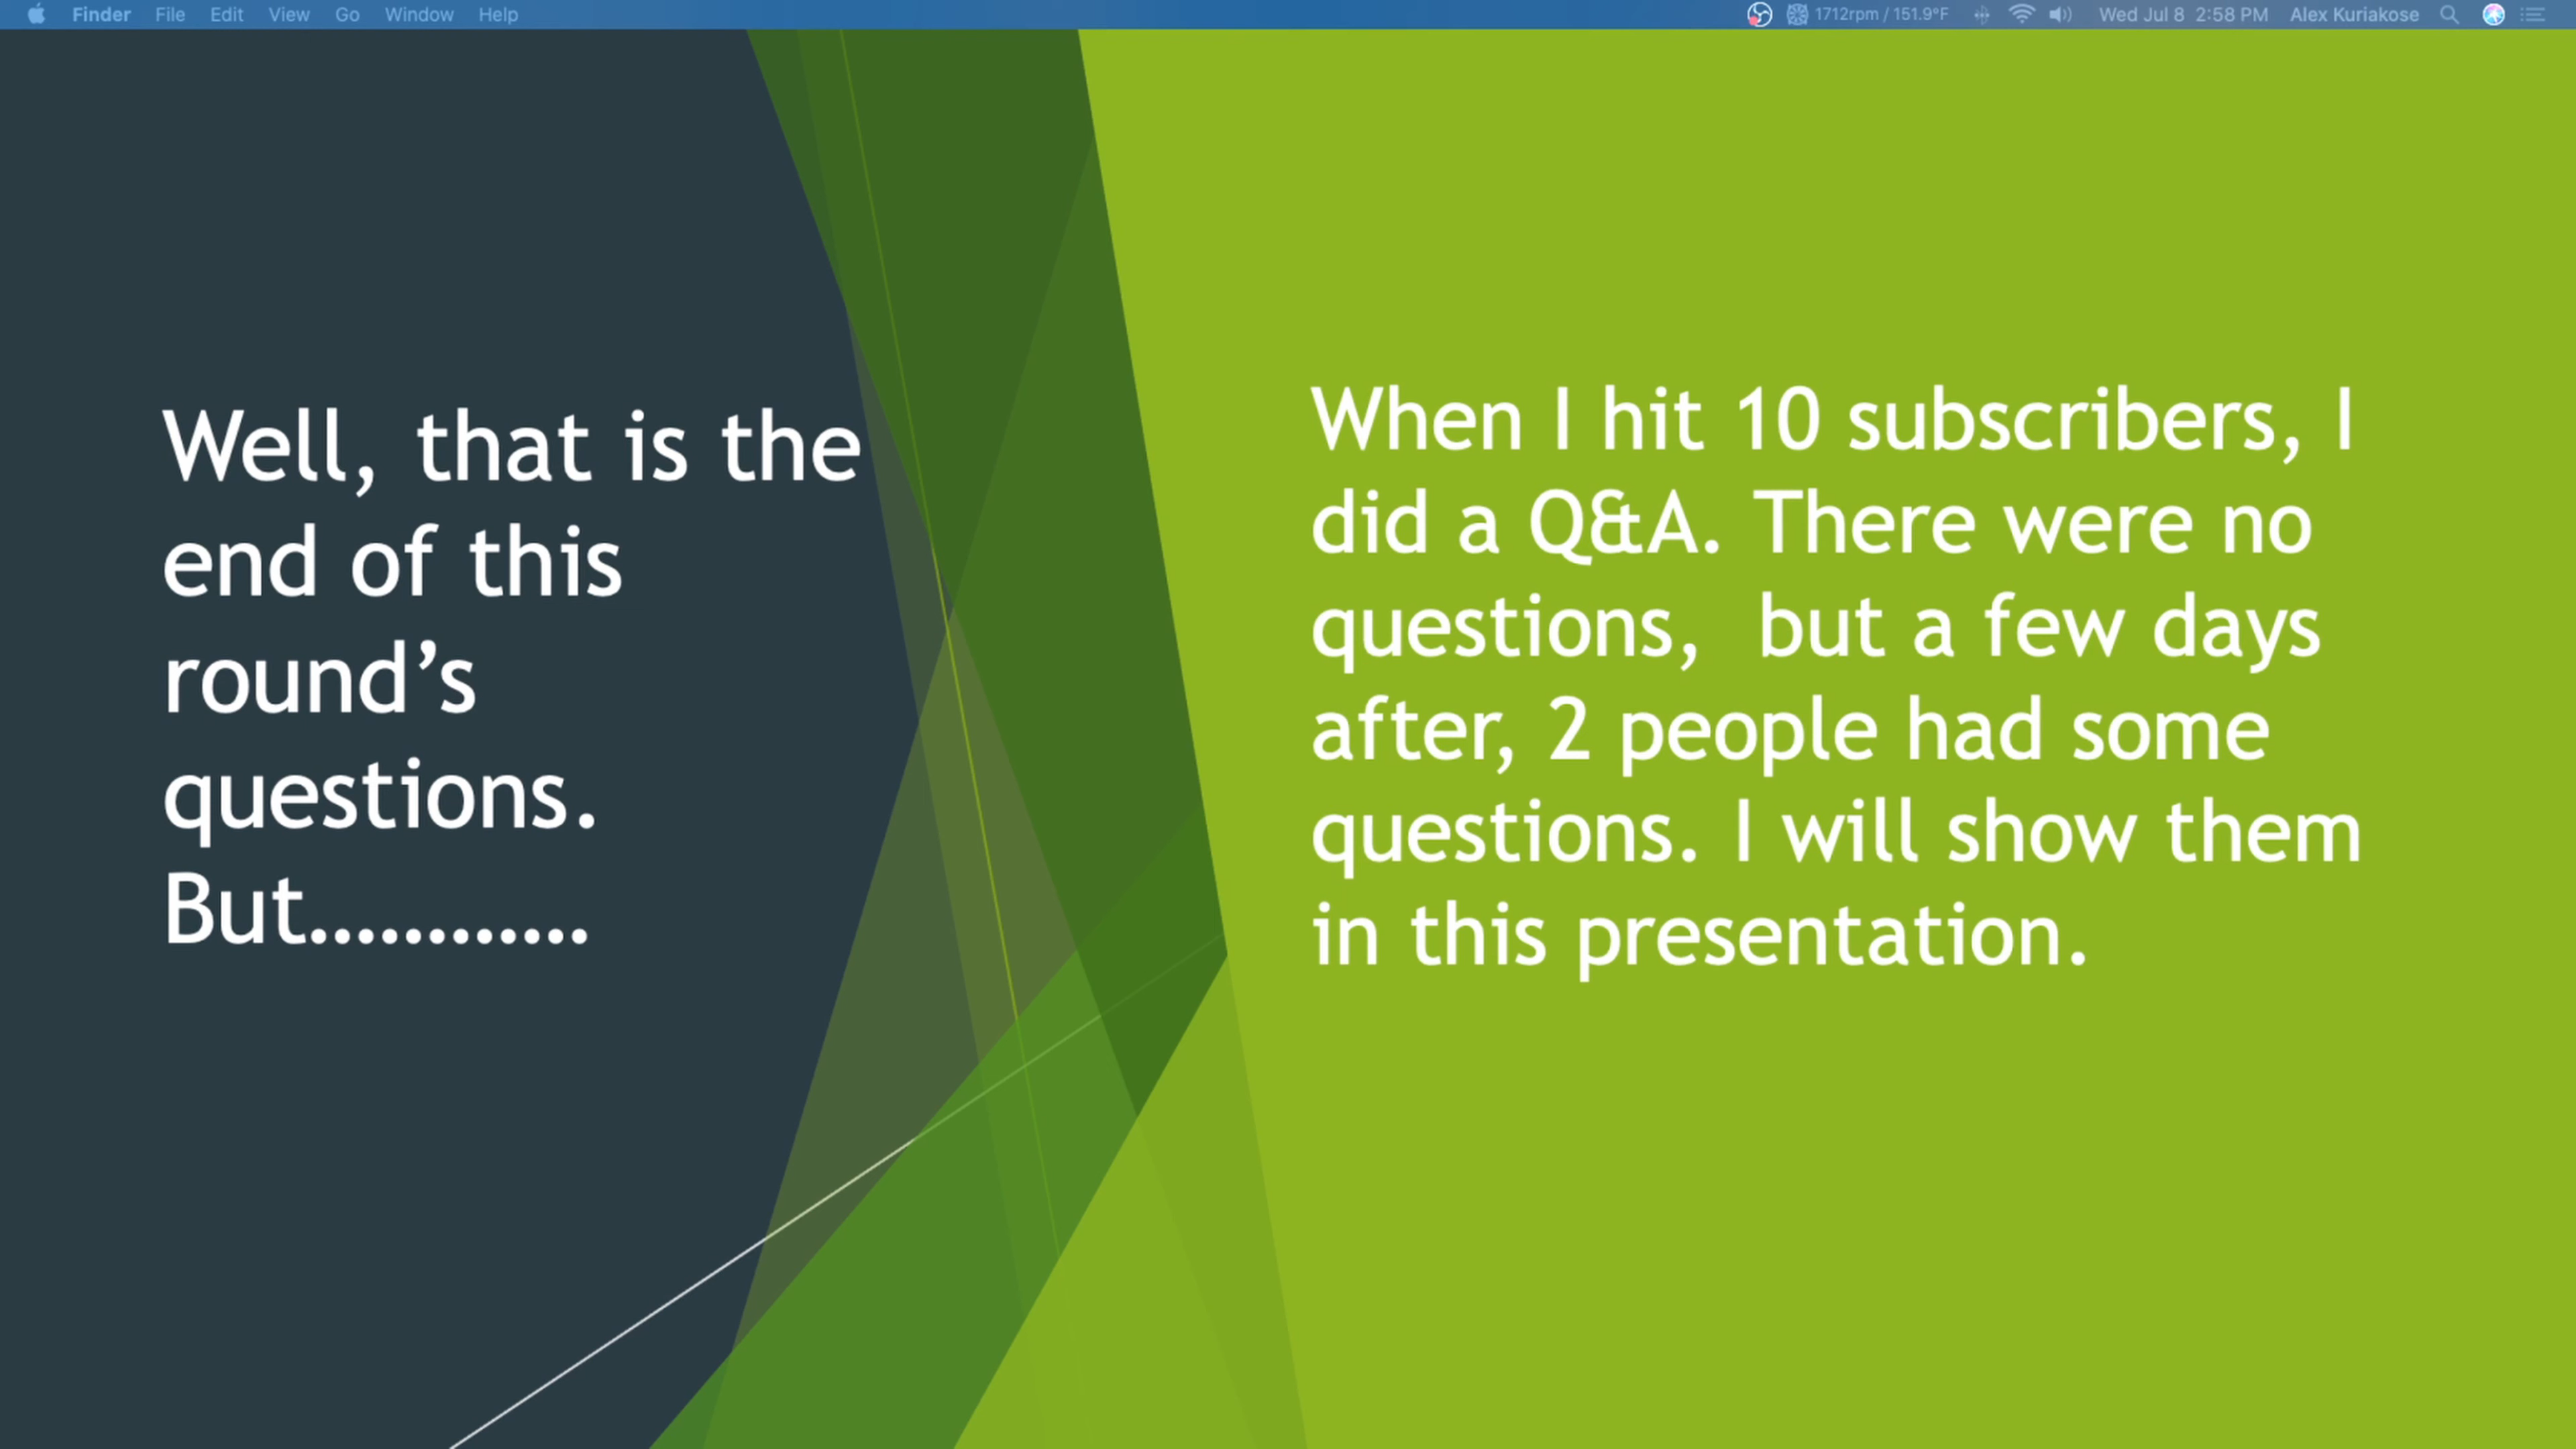 Finder File Edit View Go Window Help
1712rpm / 151.9°F Wed Jul 8 2:58 PM Alex Kuriakose
Well, that is the
end of this
round’s
questions.
But............
When I hit 10 subscribers, I
did a Q&A. There were no
questions,  but a few days
after, 2 people had some
questions. I will show them
in this presentation.